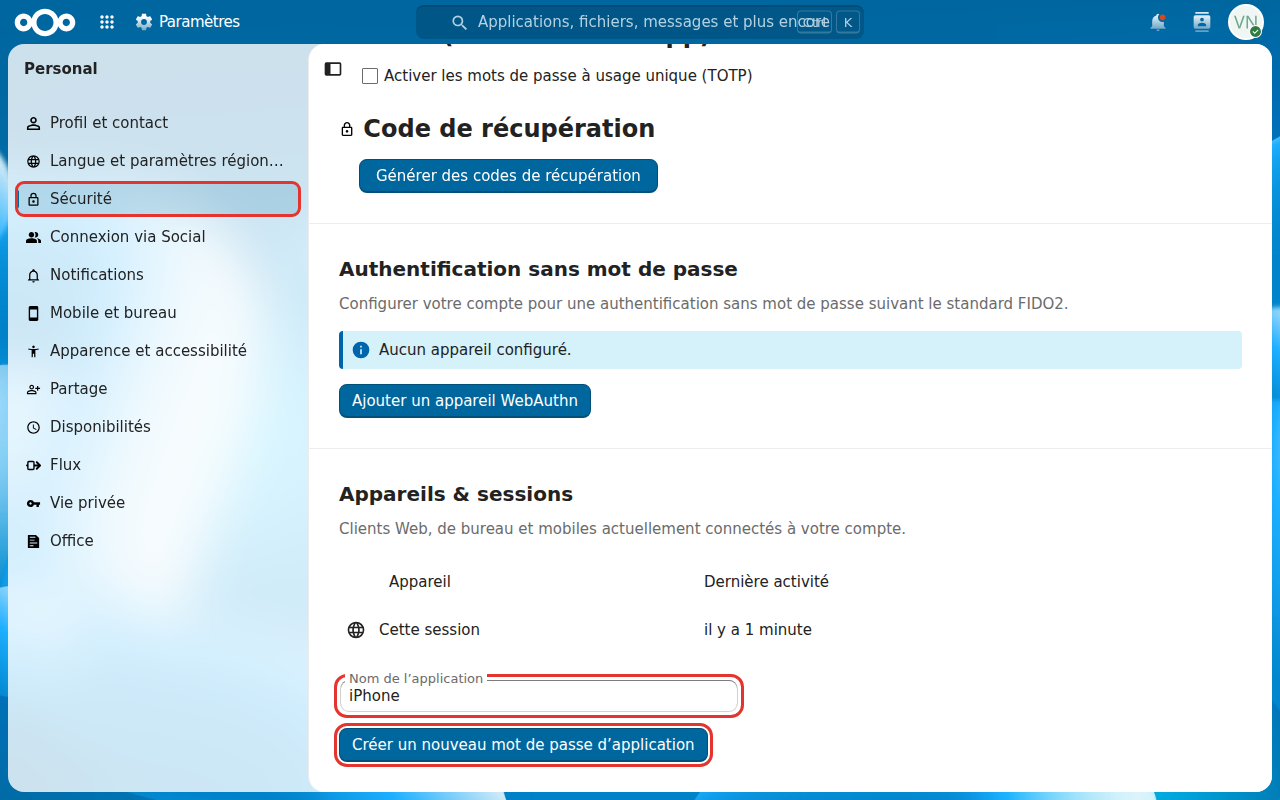 Paramètres
Applications, fichiers, messages et plus encore
Ctrl
K
VN
Personal
Profil et contact
Langue et paramètres région…
Sécurité
Connexion via Social
Notifications
Mobile et bureau
Apparence et accessibilité
Partage
Disponibilités
Flux
Vie privée
Office
Activer les mots de passe à usage unique (TOTP)
Code de récupération
Générer des codes de récupération
Authentification sans mot de passe
Configurer votre compte pour une authentification sans mot de passe suivant le standard FIDO2.
Aucun appareil configuré.
Ajouter un appareil WebAuthn
Appareils & sessions
Clients Web, de bureau et mobiles actuellement connectés à votre compte.
Appareil
Dernière activité
Cette session
il y a 1 minute
Nom de l’application
iPhone
Créer un nouveau mot de passe d’application